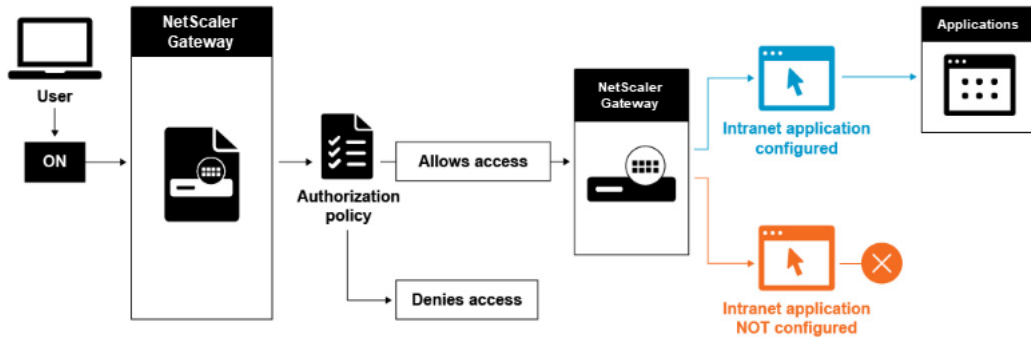 NetScaler
Gateway
User
ON
Authorization
policy
Allows access
Denies access
NetScaler
Gateway
Intranet application
configured
Intranet application
NOT configured
Applications